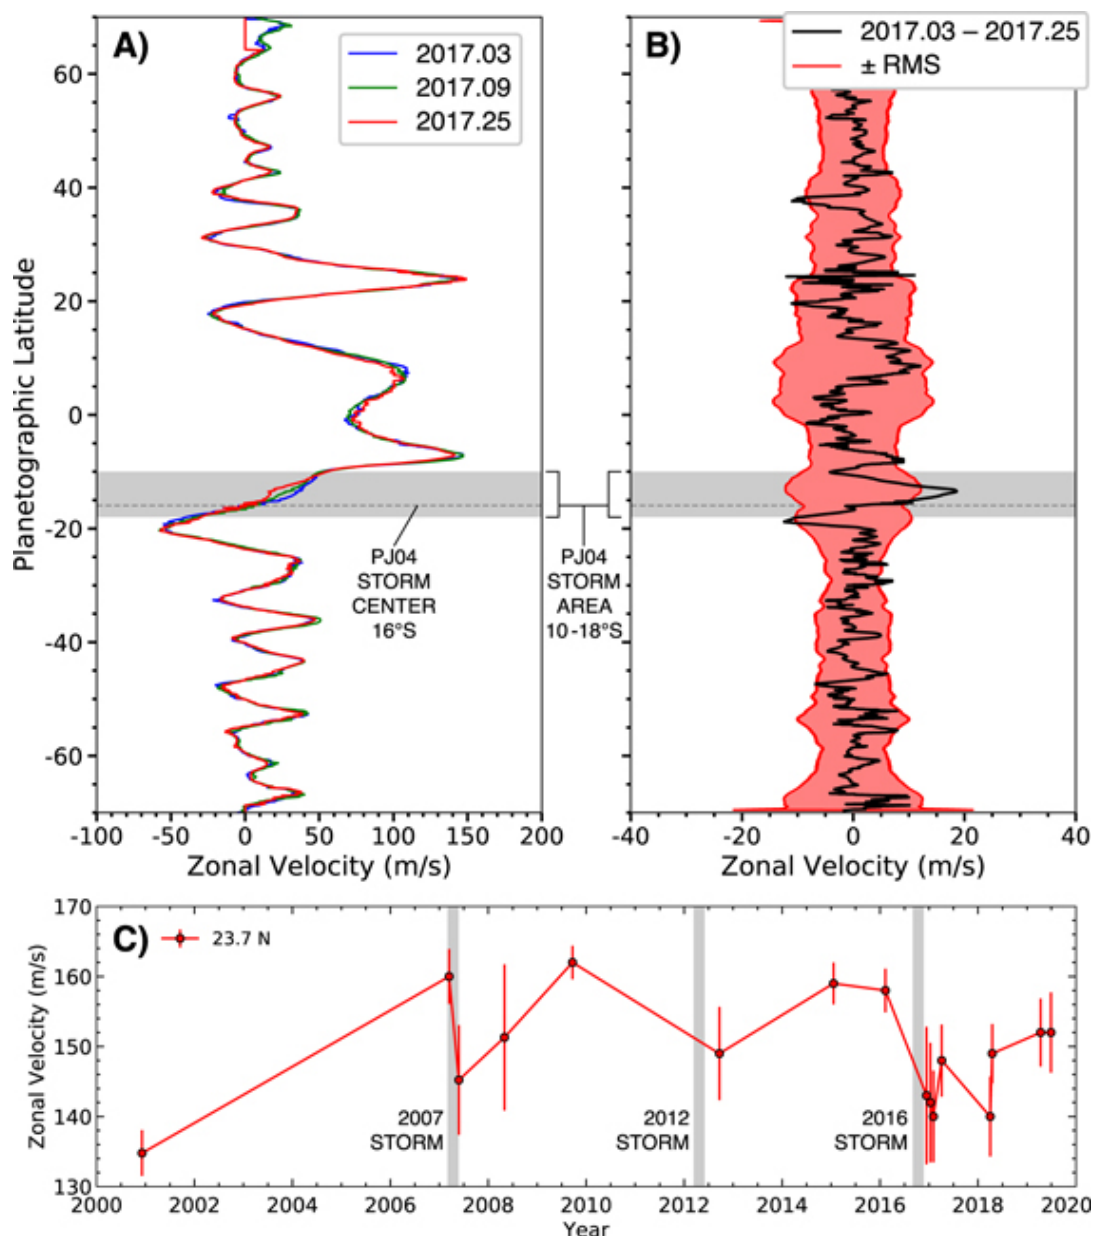 A)
2017.03
2017.09
2017.25
B)
2017.03 – 2017.25
± RMS
Planetographic Latitude
60
40
20
0
-20
-40
-60
PJ04
STORM
CENTER
16°S
PJ04
STORM
AREA
10-18°S
-100 -50 0 50 100 150 200
Zonal Velocity (m/s)
-40 -20 0 20 40
Zonal Velocity (m/s)
C)
23.7 N
Zonal Velocity (m/s)
170
160
150
140
130
2007
STORM
2012
STORM
2016
STORM
2000 2002 2004 2006 2008 2010 2012 2014 2016 2018 2020
Year